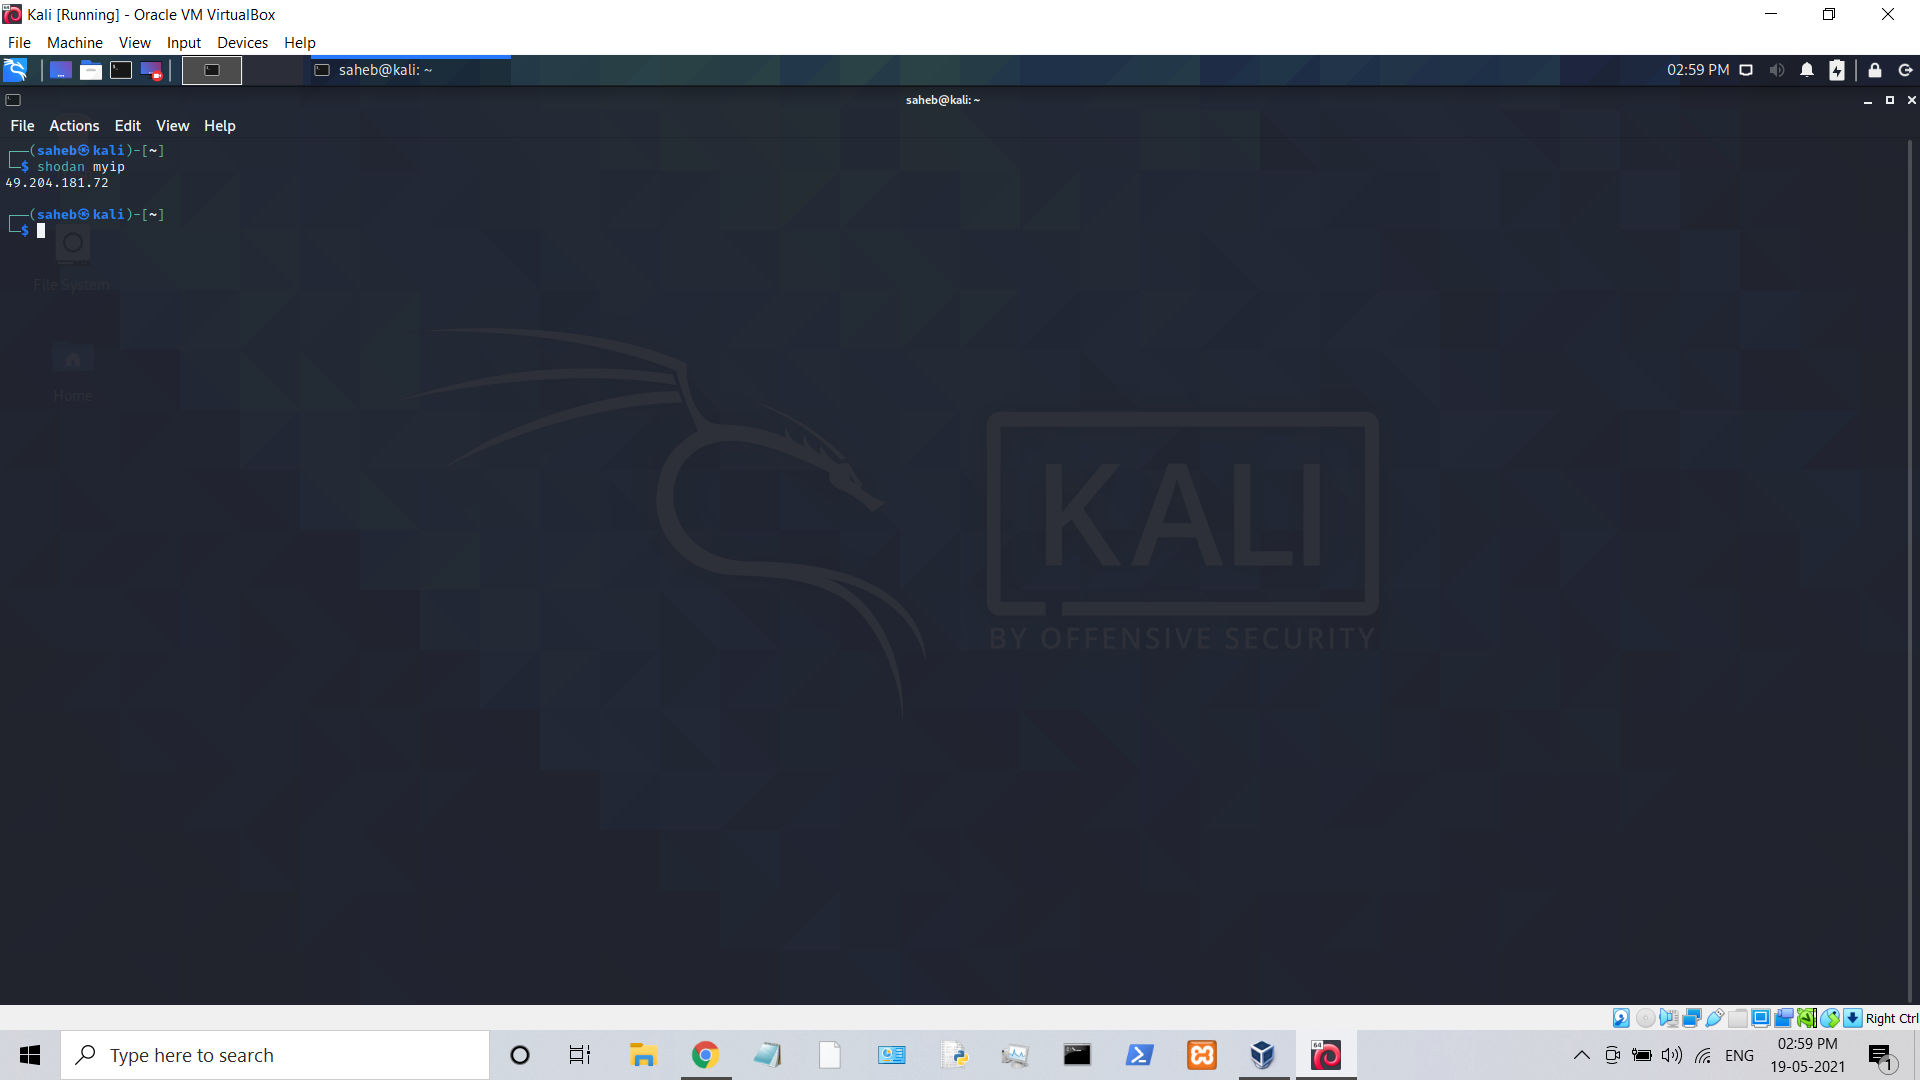 Kali [Running] - Oracle VM VirtualBox
File Machine View Input Devices Help
saheb@kali: ~
02:59 PM
saheb@kali: ~
File Actions Edit View Help
┌──(saheb㉿kali)-[~]
└─$ shodan myip
49.204.181.72
┌──(saheb㉿kali)-[~]
└─$
File System
Home
KALI
BY OFFENSIVE SECURITY
Right Ctrl
Type here to search
ENG
02:59 PM
19-05-2021
1